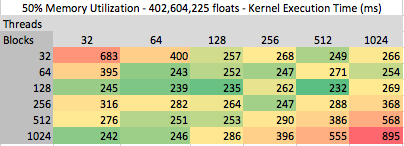 50% Memory Utilization - 402,604,225 floats - Kernel Execution Time (ms)
Threads
Blocks 32 64 128 256 512 1024
32 683 400 257 268 249 266
64 395 243 252 247 271 254
128 245 239 235 262 232 269
256 316 282 264 247 288 368
512 276 251 253 290 386 568
1024 242 246 286 396 555 895